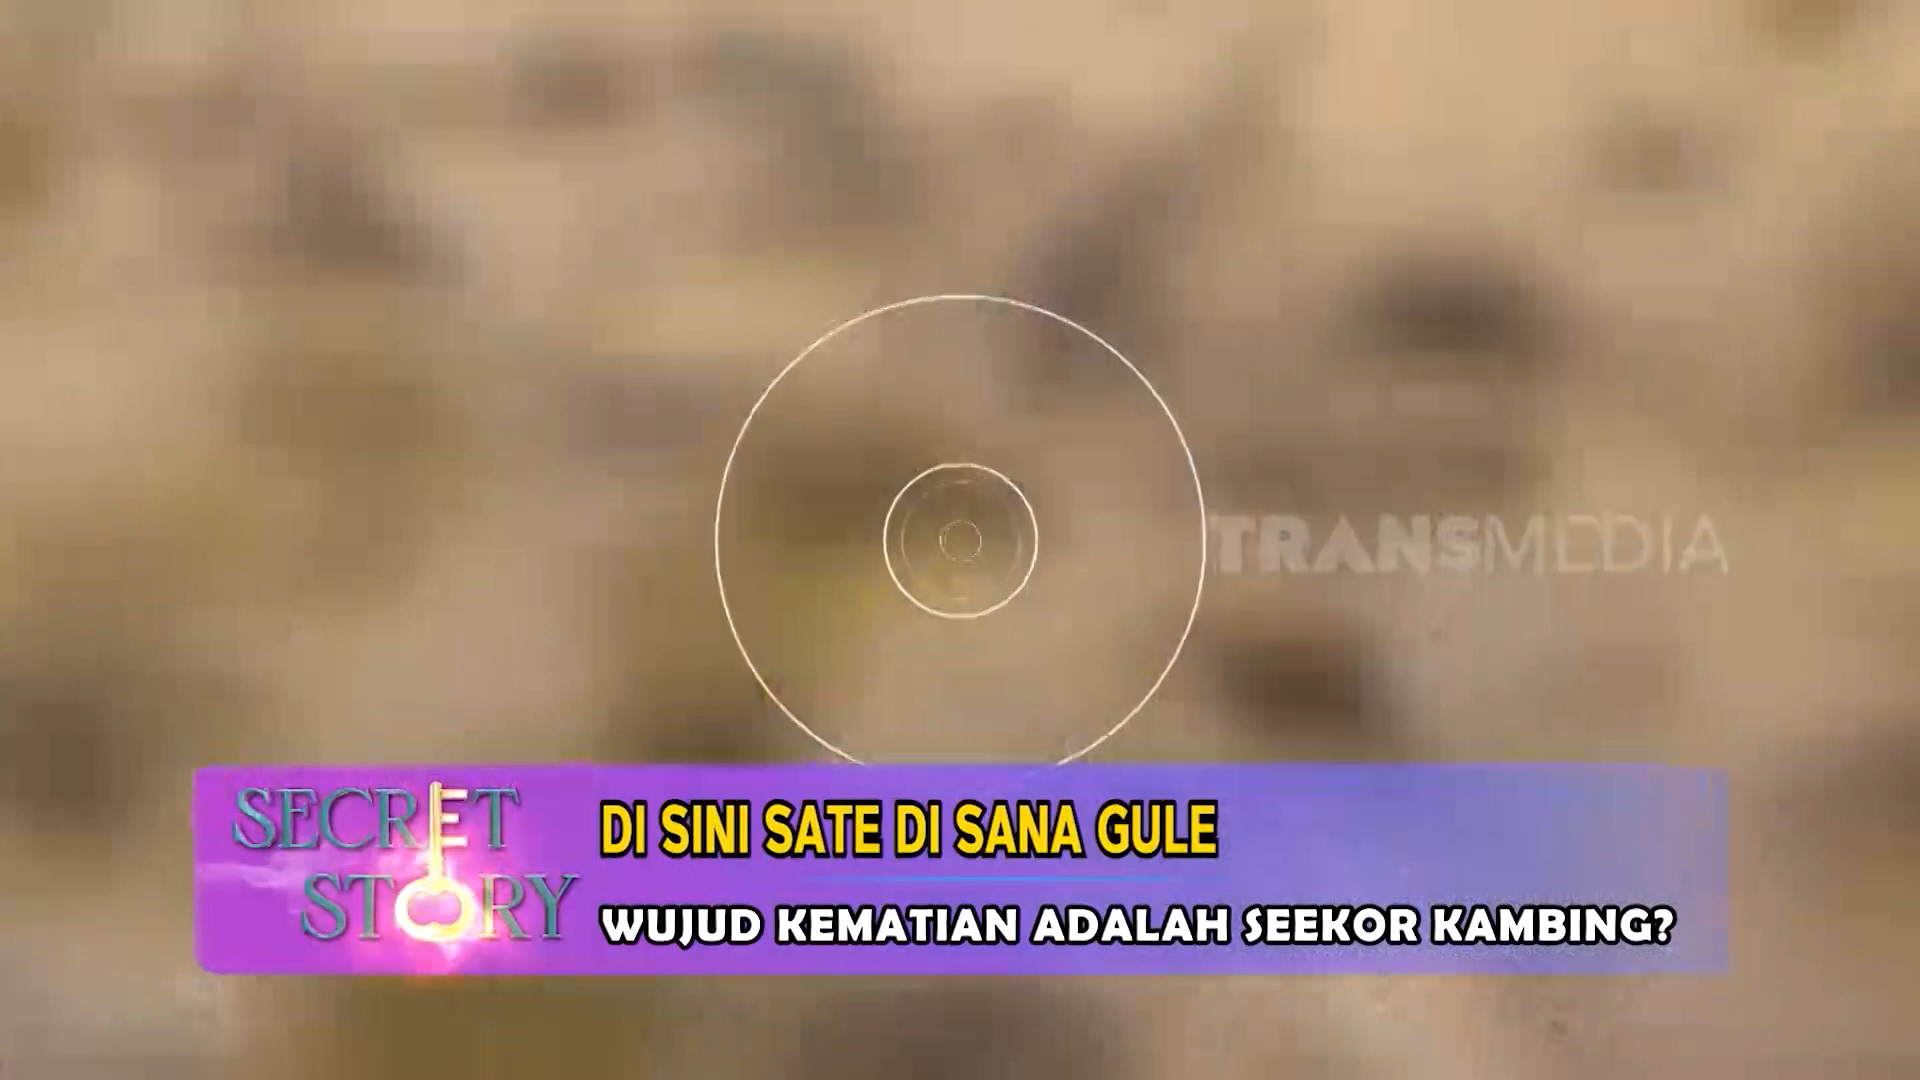 TRANSMEDIA
SECRET
STORY
DI SINI SATE DI SANA GULE
WUJUD KEMATIAN ADALAH SEEKOR KAMBING?